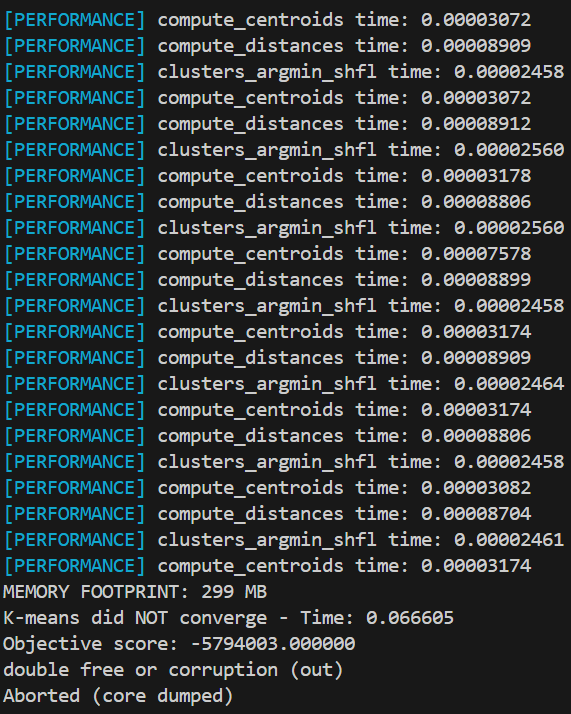 [PERFORMANCE] compute_centroids time: 0.00003072
[PERFORMANCE] compute_distances time: 0.00008909
[PERFORMANCE] clusters_argmin_shfl time: 0.00002458
[PERFORMANCE] compute_centroids time: 0.00003072
[PERFORMANCE] compute_distances time: 0.00008912
[PERFORMANCE] clusters_argmin_shfl time: 0.00002560
[PERFORMANCE] compute_centroids time: 0.00003178
[PERFORMANCE] compute_distances time: 0.00008806
[PERFORMANCE] clusters_argmin_shfl time: 0.00002560
[PERFORMANCE] compute_centroids time: 0.00007578
[PERFORMANCE] compute_distances time: 0.00008899
[PERFORMANCE] clusters_argmin_shfl time: 0.00002458
[PERFORMANCE] compute_centroids time: 0.00003174
[PERFORMANCE] compute_distances time: 0.00008909
[PERFORMANCE] clusters_argmin_shfl time: 0.00002464
[PERFORMANCE] compute_centroids time: 0.00003174
[PERFORMANCE] compute_distances time: 0.00008806
[PERFORMANCE] clusters_argmin_shfl time: 0.00002458
[PERFORMANCE] compute_centroids time: 0.00003082
[PERFORMANCE] compute_distances time: 0.00008704
[PERFORMANCE] clusters_argmin_shfl time: 0.00002461
[PERFORMANCE] compute_centroids time: 0.00003174
MEMORY FOOTPRINT: 299 MB
K-means did NOT converge - Time: 0.066605
Objective score: -5794003.000000
double free or corruption (out)
Aborted (core dumped)